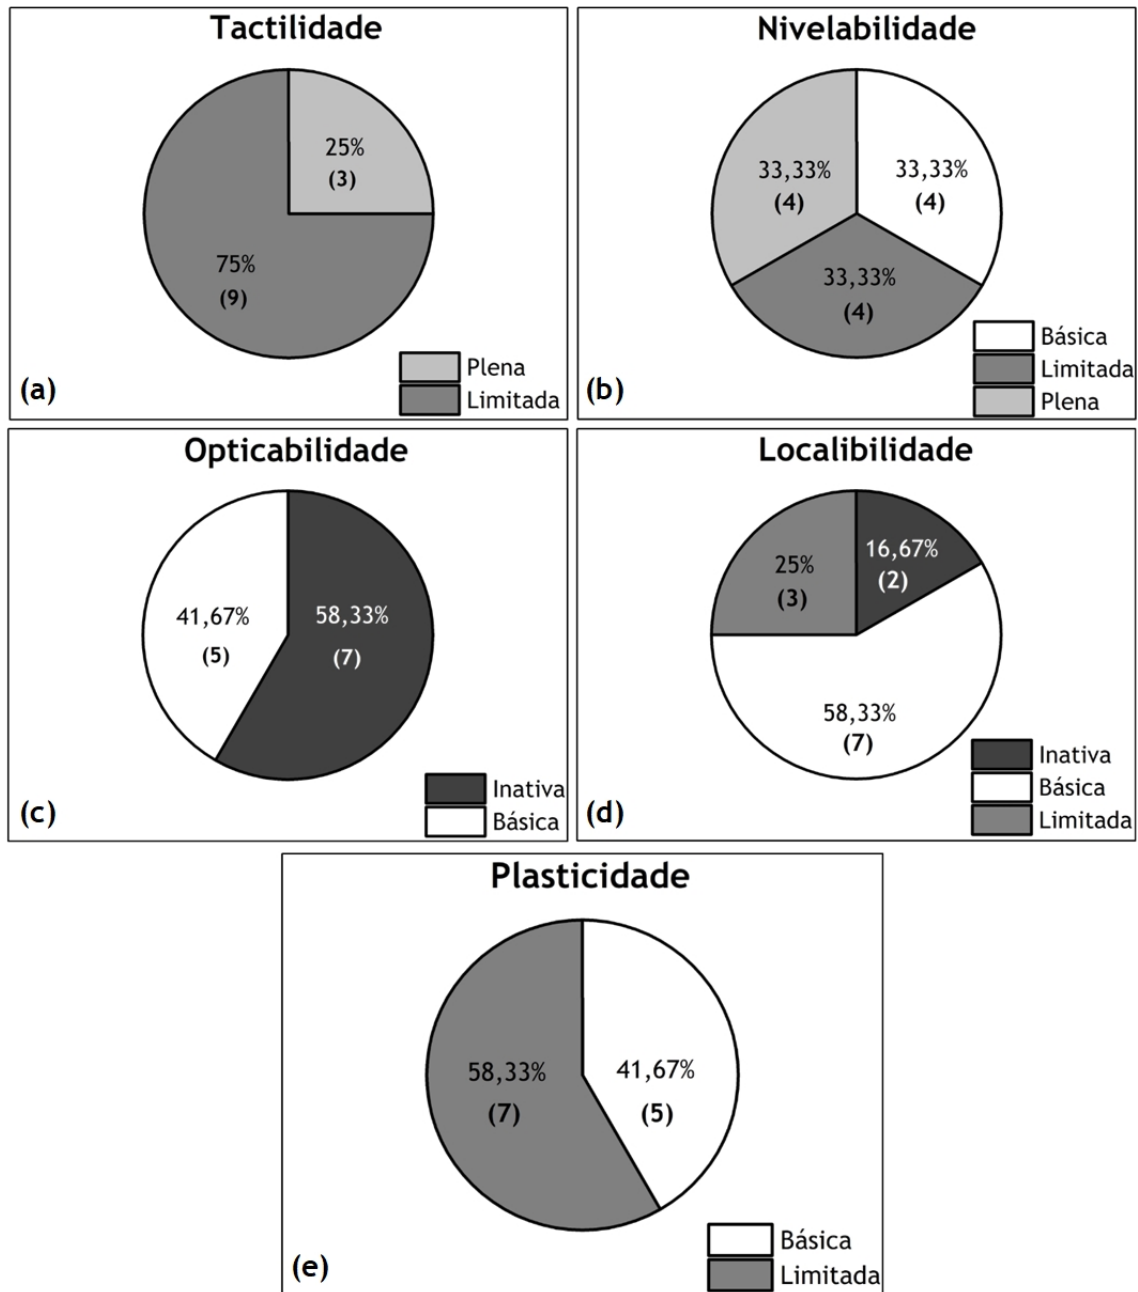 Tactilidade
25%
(3)
75%
(9)
Plena
Limitada
(a)
Nivelabilidade
33,33%
(4)
33,33%
(4)
33,33%
(4)
Básica
Limitada
Plena
(b)
Opticabilidade
41,67%
(5)
58,33%
(7)
Inativa
Básica
(c)
Localibilidade
16,67%
(2)
25%
(3)
58,33%
(7)
Inativa
Básica
Limitada
(d)
Plasticidade
58,33%
(7)
41,67%
(5)
Básica
Limitada
(e)